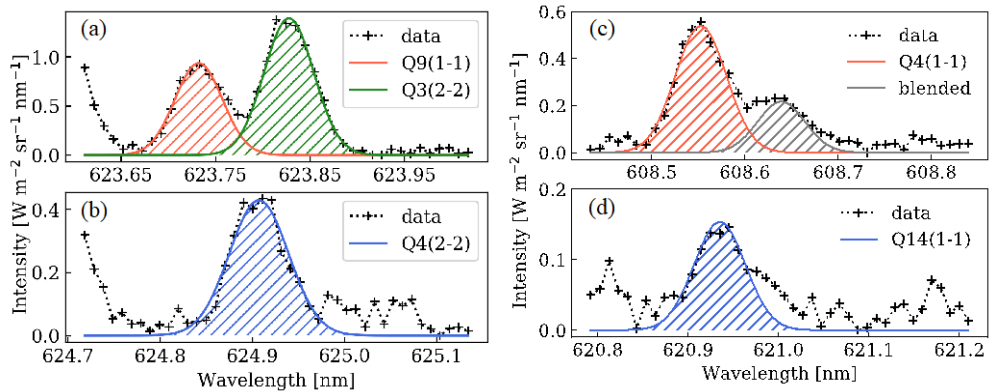 (a)
data
Q9(1-1)
Q3(2-2)
1.0
0.5
0.0
623.65 623.75 623.85 623.95
(b)
data
Q4(2-2)
0.4
0.2
0.0
624.7 624.8 624.9 625.0 625.1
Wavelength [nm]
Intensity [W m⁻² sr⁻¹ nm⁻¹]
(c)
data
Q4(1-1)
blended
0.6
0.4
0.2
0.0
608.5 608.6 608.7 608.8
(d)
data
Q14(1-1)
0.2
0.1
0.0
620.8 620.9 621.0 621.1 621.2
Wavelength [nm]
Intensity [W m⁻² sr⁻¹ nm⁻¹]